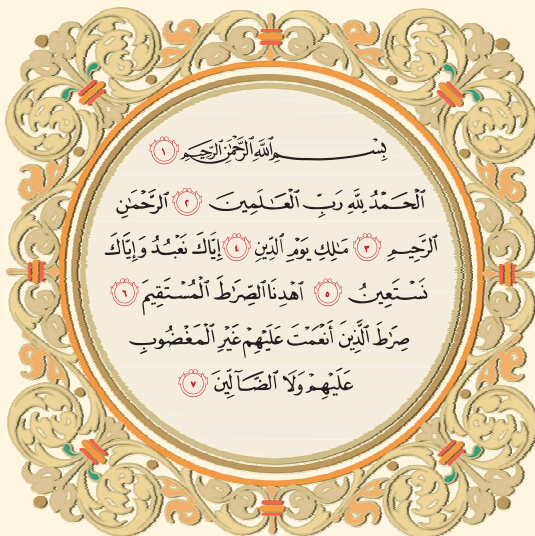 بِسْمِ ٱللَّهِ ٱلرَّحْمَٰنِ ٱلرَّحِيمِ ١
ٱلْحَمْدُ لِلَّهِ رَبِّ ٱلْعَٰلَمِينَ ٢ ٱلرَّحْمَٰنِ
ٱلرَّحِيمِ ٣ مَٰلِكِ يَوْمِ ٱلدِّينِ ٤ إِيَّاكَ نَعْبُدُ وَإِيَّاكَ
نَسْتَعِينُ ٥ ٱهْدِنَا ٱلصِّرَٰطَ ٱلْمُسْتَقِيمَ ٦
صِرَٰطَ ٱلَّذِينَ أَنْعَمْتَ عَلَيْهِمْ غَيْرِ ٱلْمَغْضُوبِ
عَلَيْهِمْ وَلَا ٱلضَّآلِّينَ ٧